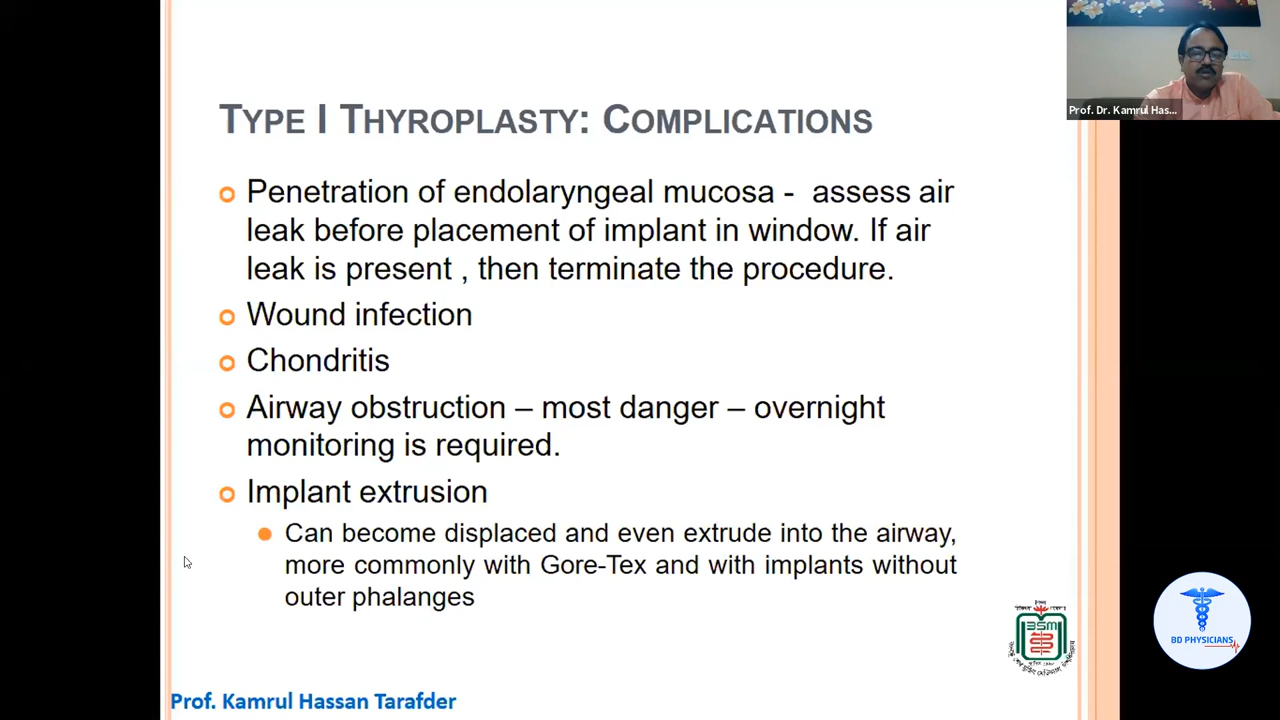 Prof. Dr. Kamrul Has...
TYPE I THYROPLASTY: COMPLICATIONS
Penetration of endolaryngeal mucosa - assess air
leak before placement of implant in window. If air
leak is present , then terminate the procedure.
Wound infection
Chondritis
Airway obstruction – most danger – overnight
monitoring is required.
Implant extrusion
Can become displaced and even extrude into the airway,
more commonly with Gore-Tex and with implants without
outer phalanges
BSM
BD PHYSICIANS
Prof. Kamrul Hassan Tarafder